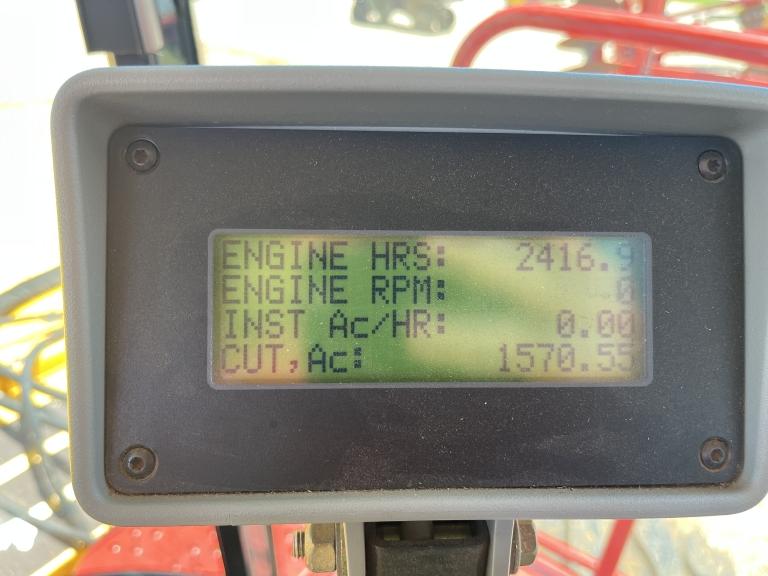 ENGINE HRS: 2416.9
ENGINE RPM: 0
INST Ac/HR: 0.00
CUT,Ac: 1570.55